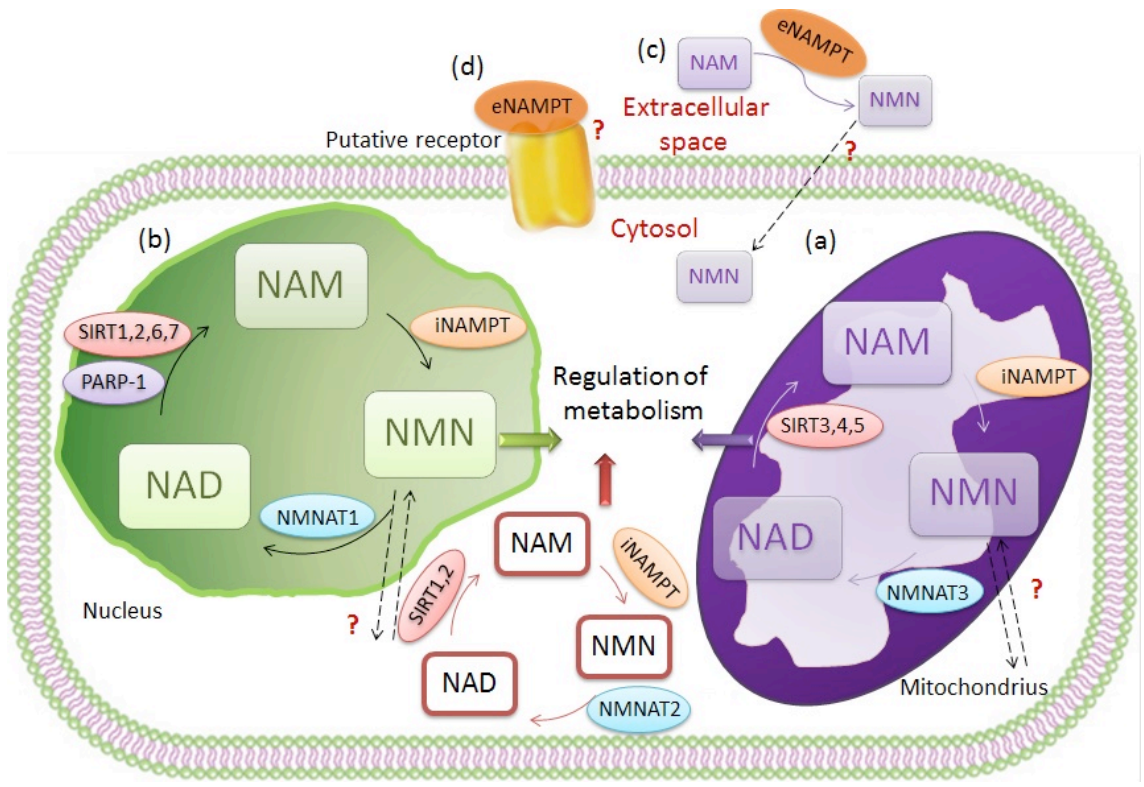 (c)
NAM
eNAMPT
NMN
(d)
eNAMPT
?
Extracellular
space
Putative receptor
?
Cytosol
NMN
(b)
NAM
SIRT1,2,6,7
PARP-1
iNAMPT
NMN
NAD
NMNAT1
Nucleus
?
Regulation of
metabolism
(a)
NAM
iNAMPT
SIRT3,4,5
NMN
NAD
NMNAT3
?
Mitochondrius
NAM
iNAMPT
SIRT1,2
NMN
NAD
NMNAT2